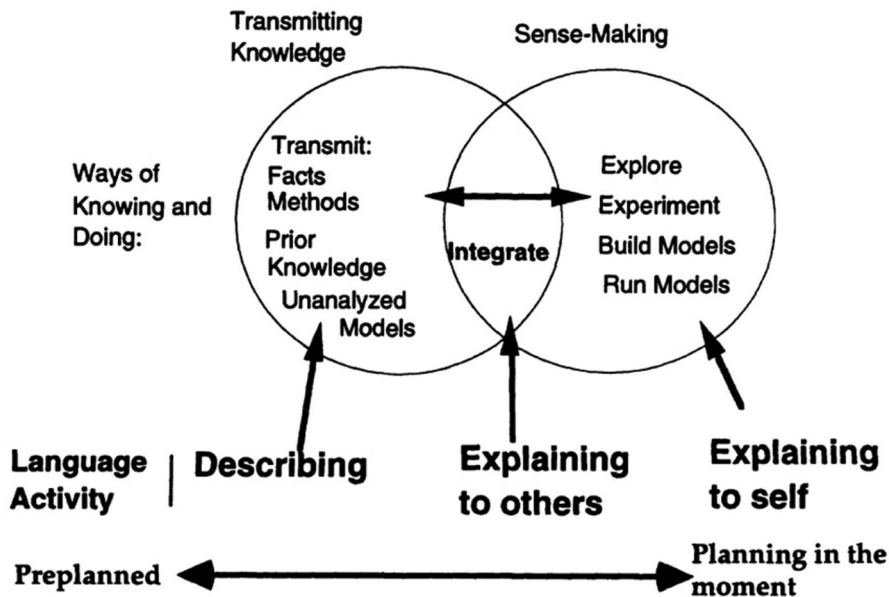 Transmitting
Knowledge
Sense-Making
Ways of
Knowing and
Doing:
Transmit:
Facts
Methods
Prior
Knowledge
Unanalyzed
Models
Integrate
Explore
Experiment
Build Models
Run Models
Language
Activity
Describing
Explaining
to others
Explaining
to self
Preplanned
Planning in the
moment